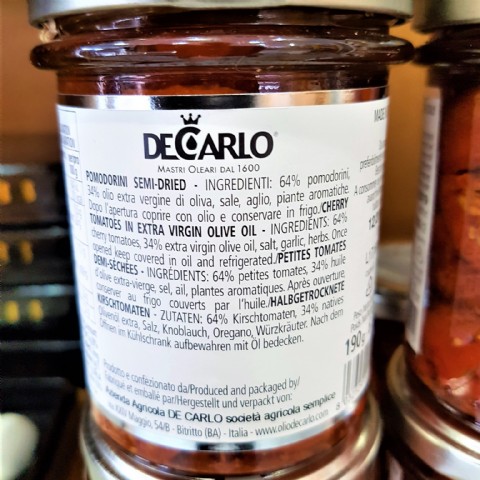 DECARLO®
MASTRI OLEARI DAL 1600
POMODORINI SEMI-DRIED - INGREDIENTI: 64% pomodorini,
34% olio extra vergine di oliva, sale, aglio, piante aromatiche.
Dopo l'apertura coprire con olio e conservare in frigo./CHERRY
TOMATOES IN EXTRA VIRGIN OLIVE OIL - INGREDIENTS: 64%
cherry tomatoes, 34% extra virgin olive oil, salt, garlic, herbs. Once
opened keep covered in oil and refrigerated./PETITES TOMATES
DEMI-SÉCHÉES - INGRÉDIENTS: 64% petites tomates, 34% huile
d'olive extra-vierge, sel, ail, plantes aromatiques. Après ouverture,
conserver au frigo couverts par l'huile./HALBGETROCKNETE
KIRSCHTOMATEN - ZUTATEN: 64% Kirschtomaten, 34% natives
Olivenöl extra, Salz, Knoblauch, Oregano, Würzkräuter. Nach dem
Öffnen im Kühlschrank aufbewahren mit Öl bedecken.
Prodotto e confezionato da/Produced and packaged by/
Fabriqué et emballé par/Hergestellt und verpackt von:
Azienda Agricola DE CARLO società agricola semplice
Via XXIV Maggio, 54/B - Bitritto (BA) - Italia - www.oliodecarlo.com
MADE
190